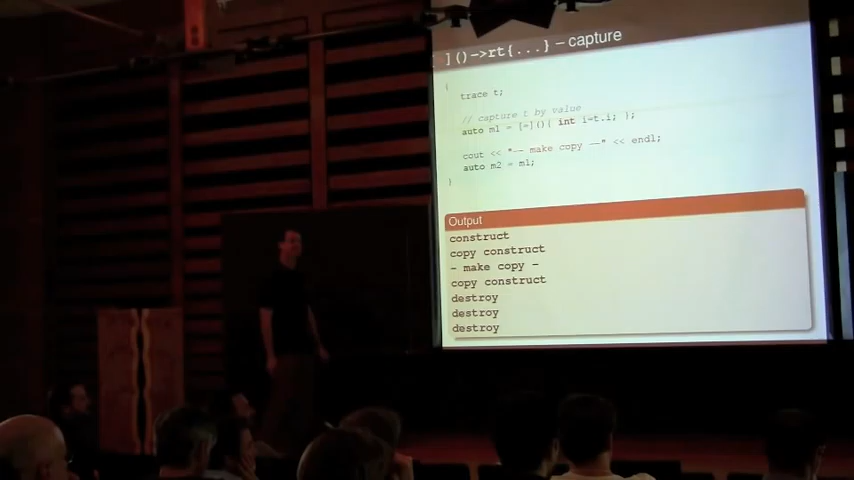 []()->rt{...} – capture
{
trace t;
// capture t by value
auto m1 = [=](){ int i=t.i; };
cout << "-- make copy --" << endl;
auto m2 = m1;
}
Output
construct
copy construct
- make copy -
copy construct
destroy
destroy
destroy